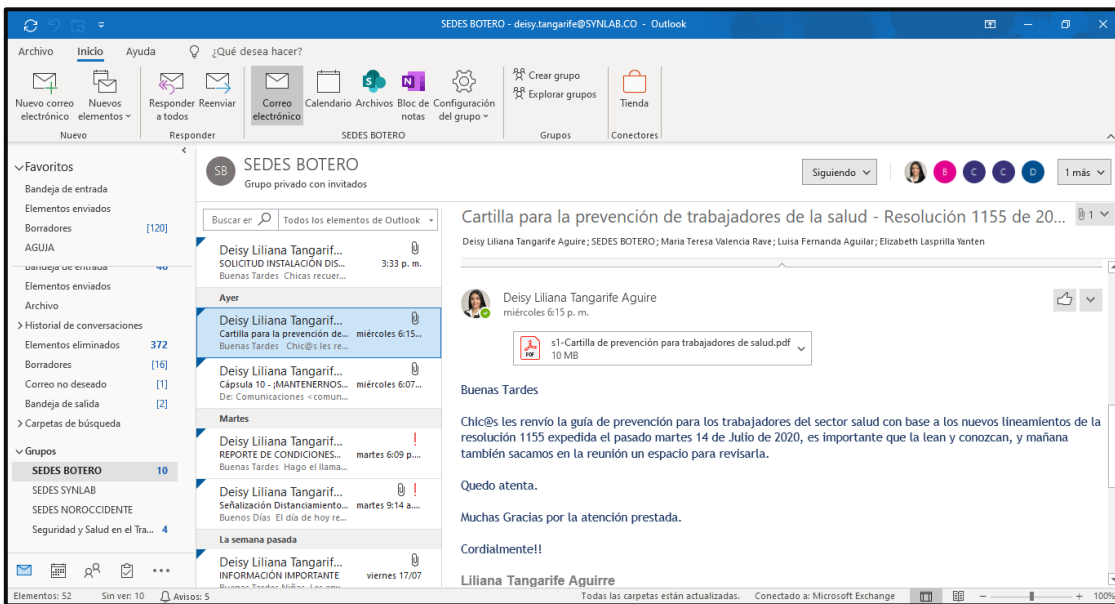 SEDES BOTERO - deisy.tangarife@SYNLAB.CO - Outlook
Archivo Inicio Ayuda ¿Qué desea hacer?
Nuevo correo electrónico
Nuevos elementos
Responder a todos
Reenviar
Correo electrónico
Calendario
Archivos
Bloc de notas
Configuración del grupo
Crear grupo
Explorar grupos
Tienda
Nuevo Responder SEDES BOTERO Grupos Conectores
Favoritos
Bandeja de entrada
Elementos enviados
Borradores [120]
AGUJA
Bandeja de entrada 40
Elementos enviados
Archivo
Historial de conversaciones
Elementos eliminados 372
Borradores [16]
Correo no deseado [1]
Bandeja de salida [2]
Carpetas de búsqueda
Grupos
SEDES BOTERO 10
SEDES SYNLAB
SEDES NOROCCIDENTE
Seguridad y Salud en el Tra... 4
SB
SEDES BOTERO
Grupo privado con invitados
Siguiendo
B C C D
1 más
Buscar en Todos los elementos de Outlook
Deisy Liliana Tangarif...
SOLICITUD INSTALACIÓN DIS... 3:33 p. m.
Buenas Tardes Chicas recuer...
Ayer
Deisy Liliana Tangarif...
Cartilla para la prevención de... miércoles 6:15...
Buenas Tardes Chic@s les re...
Deisy Liliana Tangarif...
Cápsula 10 - ¡MANTENERNOS... miércoles 6:07...
De: Comunicaciones <comun...
Martes
Deisy Liliana Tangarif...
REPORTE DE CONDICIONES... martes 6:09 p....
Buenas Tardes Hago el llama...
Deisy Liliana Tangarif...
Señalización Distanciamiento... martes 9:14 a....
Buenos Días El día de hoy re...
La semana pasada
Deisy Liliana Tangarif...
INFORMACIÓN IMPORTANTE viernes 17/07
Cartilla para la prevención de trabajadores de la salud - Resolución 1155 de 20... 1
Deisy Liliana Tangarife Aguire; SEDES BOTERO; Maria Teresa Valencia Rave; Luisa Fernanda Aguilar; Elizabeth Lasprilla Yanten
Deisy Liliana Tangarife Aguire
miércoles 6:15 p. m.
PDF
s1-Cartilla de prevención para trabajadores de salud.pdf
10 MB
Buenas Tardes
Chic@s les renvío la guía de prevención para los trabajadores del sector salud con base a los nuevos lineamientos de la
resolución 1155 expedida el pasado martes 14 de Julio de 2020, es importante que la lean y conozcan, y mañana
también sacamos en la reunión un espacio para revisarla.
Quedo atenta.
Muchas Gracias por la atención prestada.
Cordialmente!!
Liliana Tangarife Aguirre
Elementos: 52 Sin ver: 10 Avisos: 5 Todas las carpetas están actualizadas. Conectado a: Microsoft Exchange 100%